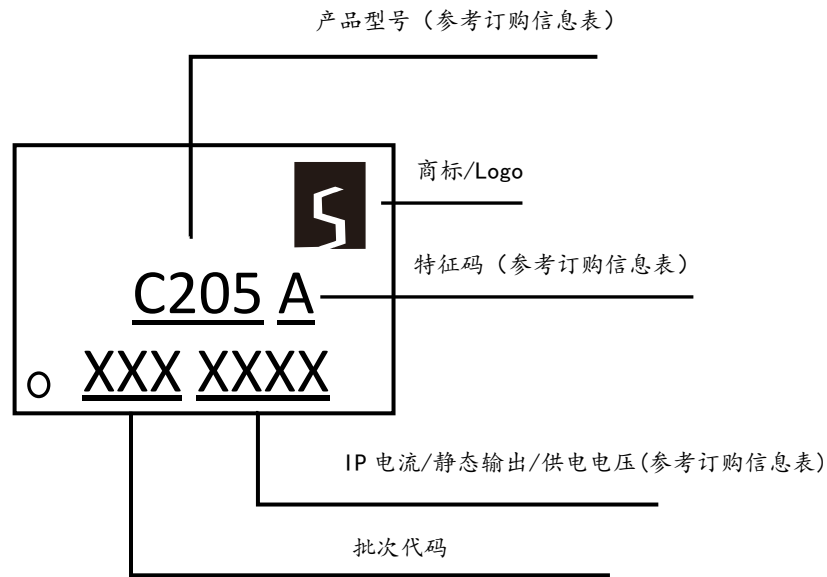 产品型号（参考订购信息表）
商标/Logo
特征码（参考订购信息表）
C205 A
XXX XXXX
IP 电流/静态输出/供电电压(参考订购信息表)
批次代码